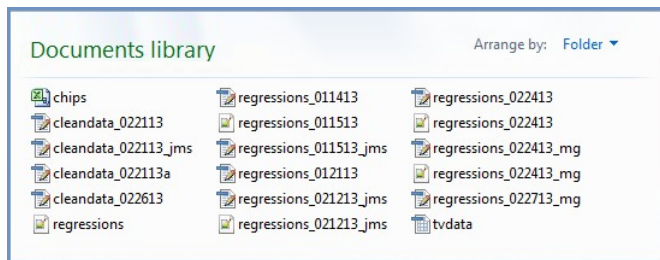 Documents library
Arrange by: Folder
chips
cleandata_022113
cleandata_022113_jms
cleandata_022113a
cleandata_022613
regressions
regressions_011413
regressions_011513
regressions_011513_jms
regressions_012113
regressions_021213_jms
regressions_021213_jms
regressions_022413
regressions_022413
regressions_022413_mg
regressions_022413_mg
regressions_022713_mg
tvdata